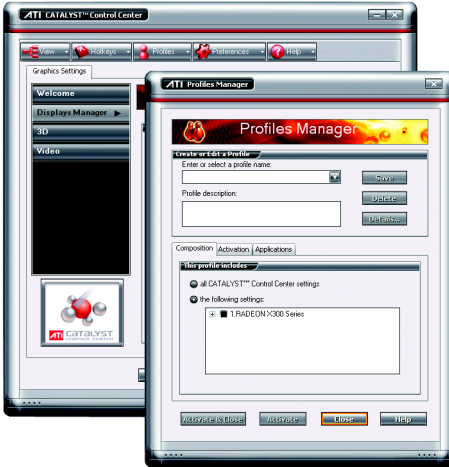 ATI CATALYST™ Control Center
View
Hotkeys
Profiles
Preferences
Help
Graphics Settings
Welcome
Displays Manager
3D
Video
ATI CATALYST
CONTROL CENTER
ATI Profiles Manager
Profiles Manager
Create or Edit a Profile
Enter or select a profile name:
Save
Profile description:
Delete
Details...
Composition
Activation
Applications
This profile includes
all CATALYST™ Control Center settings
the following settings:
1.RADEON X300 Series
Activate & Close
Activate
Close
Help